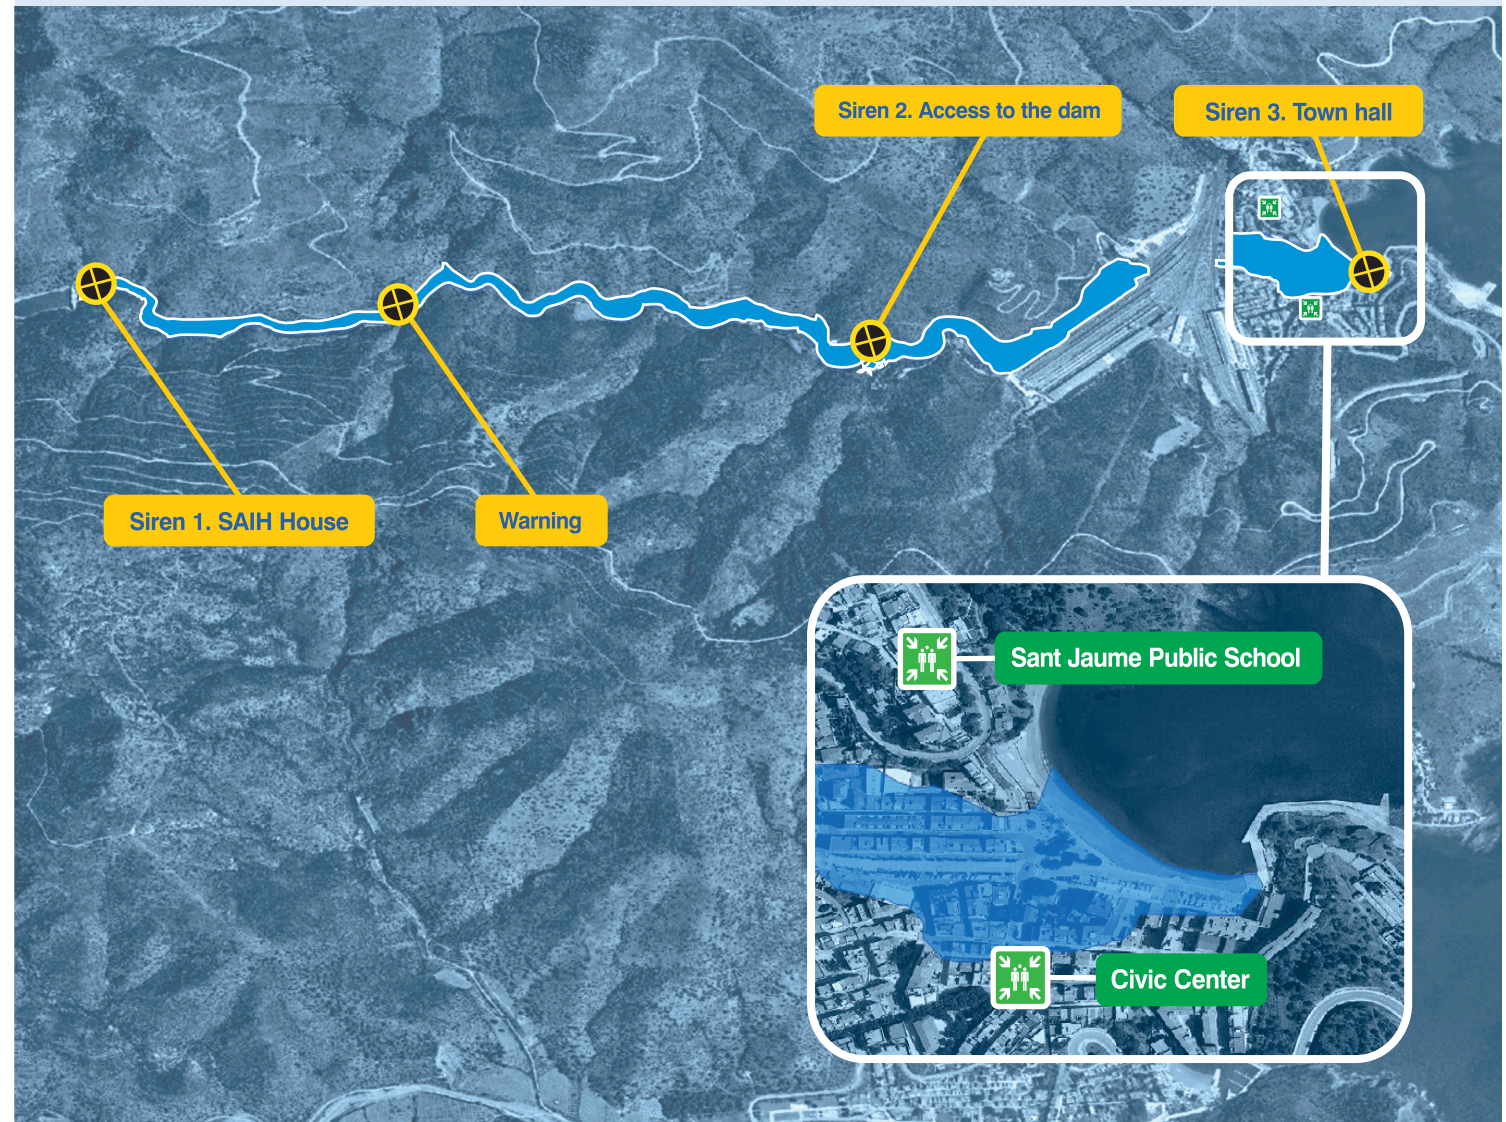 Siren 2. Access to the dam
Siren 3. Town hall
Siren 1. SAIH House
Warning
Sant Jaume Public School
Civic Center